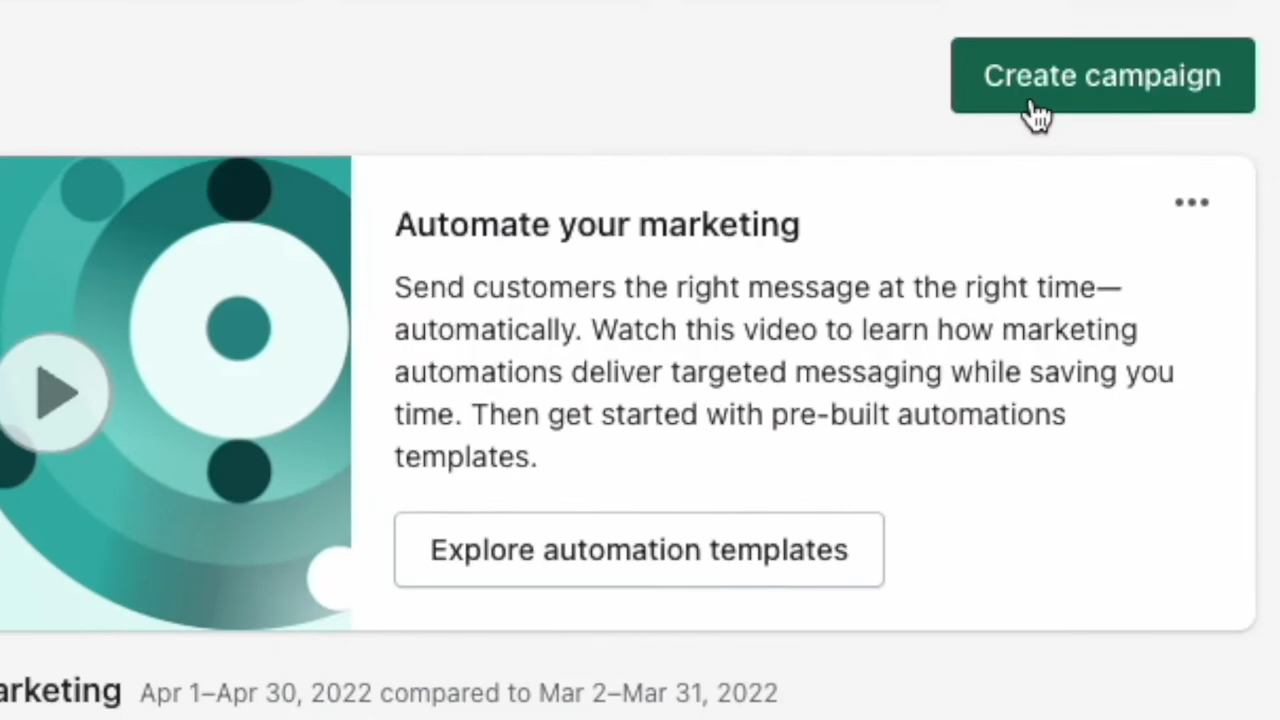 Create campaign
Automate your marketing
Send customers the right message at the right time—
automatically. Watch this video to learn how marketing
automations deliver targeted messaging while saving you
time. Then get started with pre-built automations
templates.
Explore automation templates
arketing Apr 1–Apr 30, 2022 compared to Mar 2–Mar 31, 2022